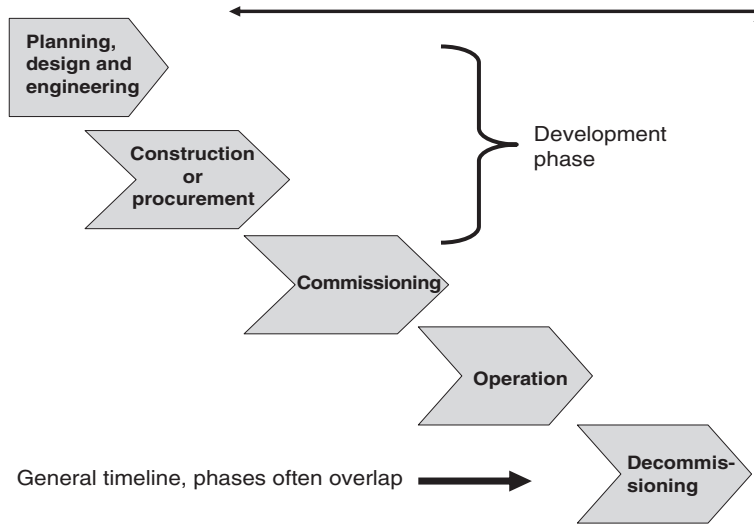 Planning,
design and
engineering
Construction
or
procurement
Development
phase
Commissioning
Operation
Decommis-
sioning
General timeline, phases often overlap